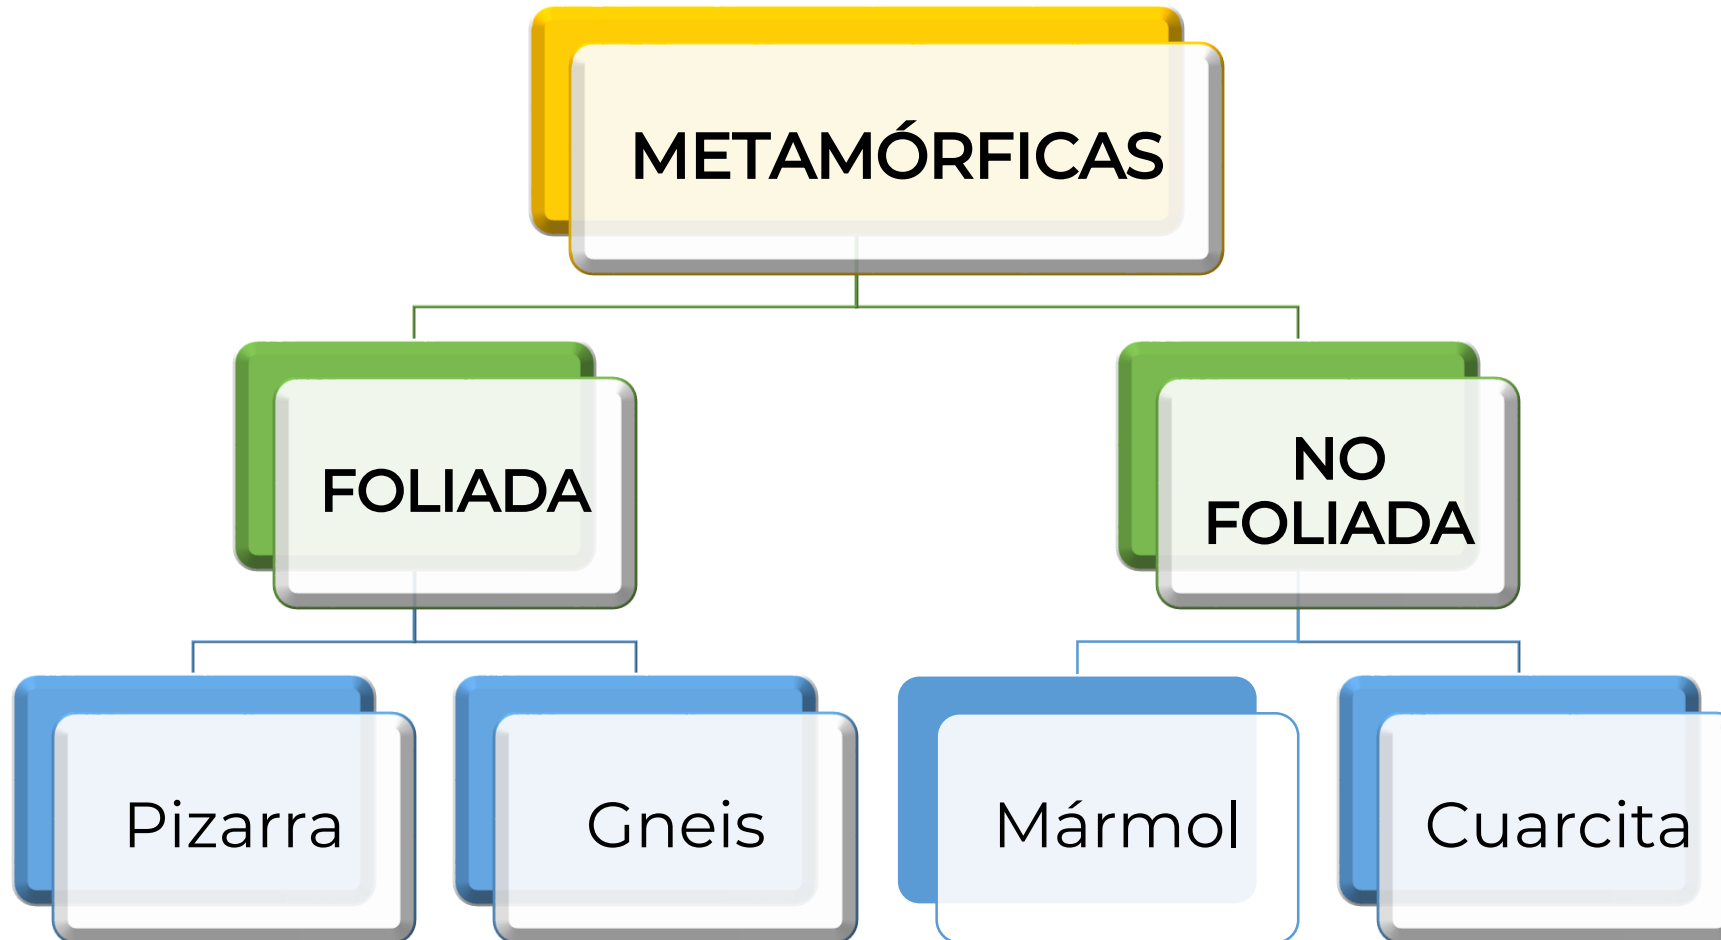 METAMÓRFICAS
FOLIADA
NO
FOLIADA
Pizarra
Gneis
Mármol
Cuarcita